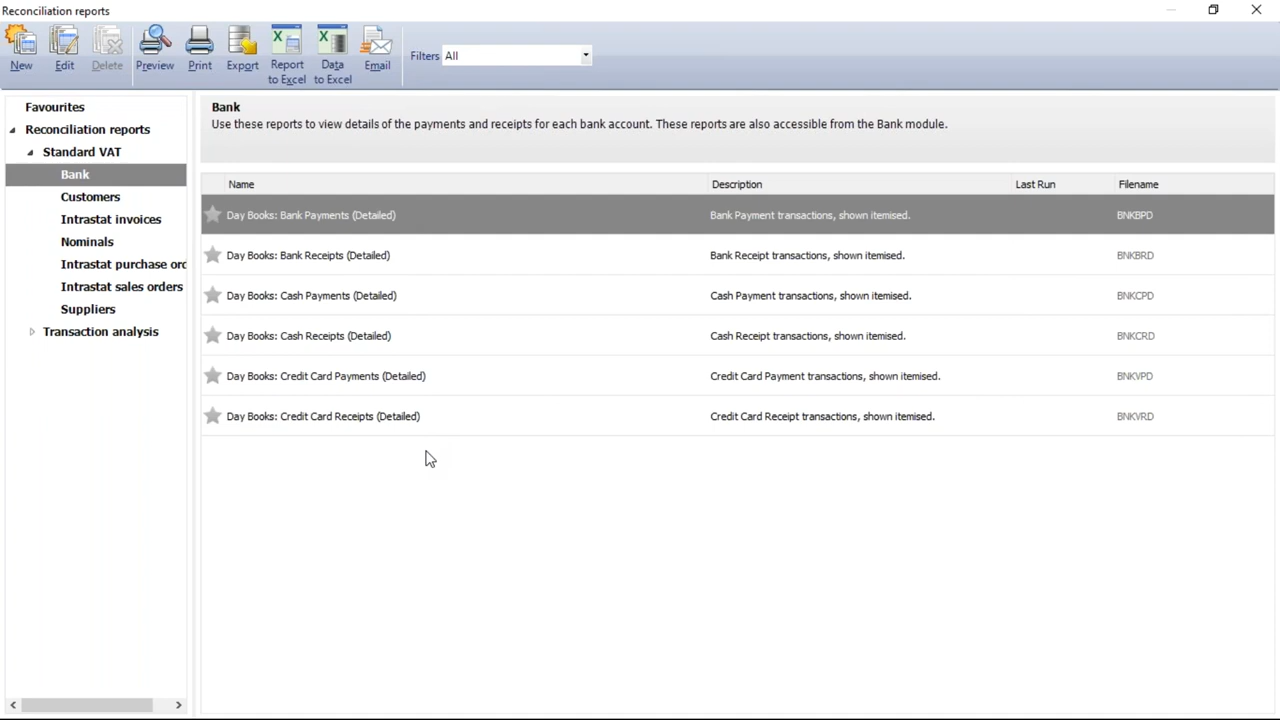 Reconciliation reports
New
Edit
Delete
Preview
Print
Export
Report
to Excel
Data
to Excel
Email
Filters All
Favourites
Reconciliation reports
Standard VAT
Bank
Customers
Intrastat invoices
Nominals
Intrastat purchase ord
Intrastat sales orders
Suppliers
Transaction analysis
Bank
Use these reports to view details of the payments and receipts for each bank account. These reports are also accessible from the Bank module.
Name Description Last Run Filename
Day Books: Bank Payments (Detailed) Bank Payment transactions, shown itemised. BNKBPD
Day Books: Bank Receipts (Detailed) Bank Receipt transactions, shown itemised. BNKBRD
Day Books: Cash Payments (Detailed) Cash Payment transactions, shown itemised. BNKCPD
Day Books: Cash Receipts (Detailed) Cash Receipt transactions, shown itemised. BNKCRD
Day Books: Credit Card Payments (Detailed) Credit Card Payment transactions, shown itemised. BNKVPD
Day Books: Credit Card Receipts (Detailed) Credit Card Receipt transactions, shown itemised. BNKVRD